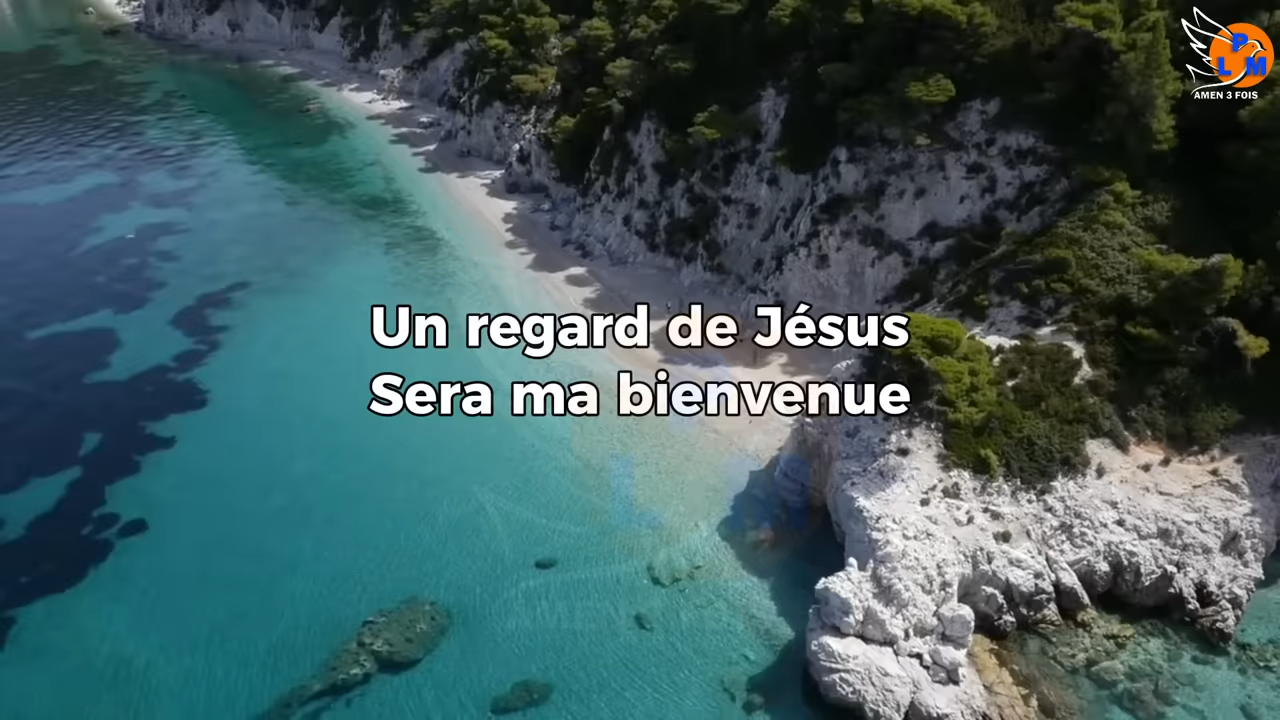 P
L M
AMEN 3 FOIS
Un regard de Jésus
Sera ma bienvenue
L M